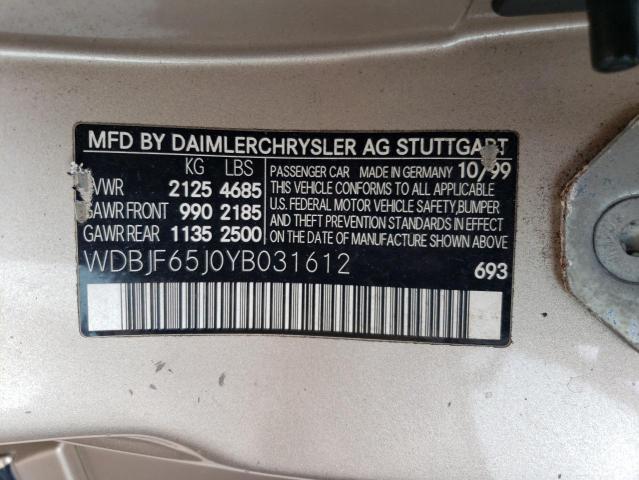 MFD BY DAIMLERCHRYSLER AG STUTTGART
KG LBS
GVWR 2125 4685
GAWR FRONT 990 2185
GAWR REAR 1135 2500
PASSENGER CAR MADE IN GERMANY 10/99
THIS VEHICLE CONFORMS TO ALL APPLICABLE
U.S. FEDERAL MOTOR VEHICLE SAFETY,BUMPER
AND THEFT PREVENTION STANDARDS IN EFFECT
ON THE DATE OF MANUFACTURE SHOWN ABOVE
WDBJF65J0YB031612
693